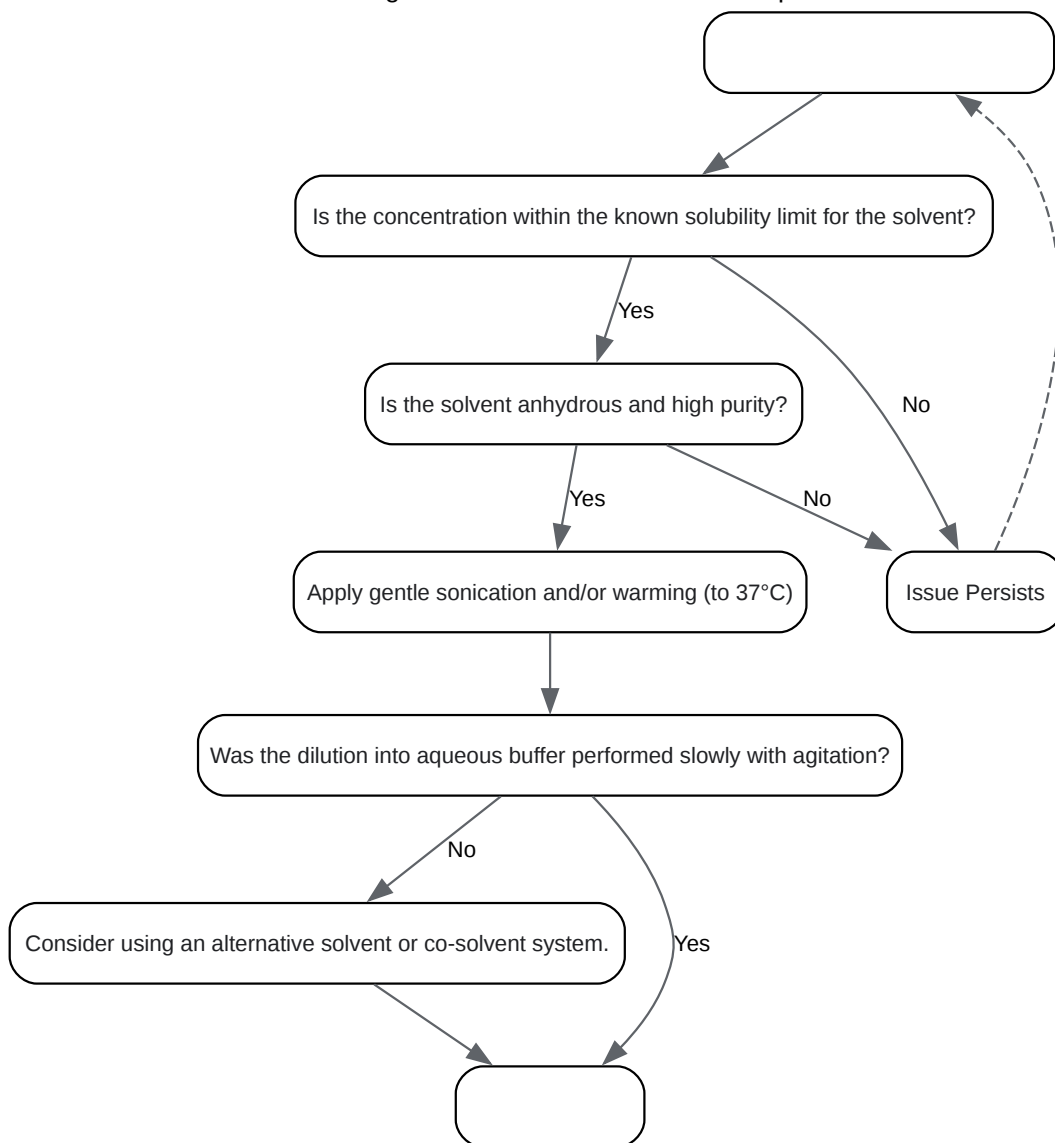 Is the concentration within the known solubility limit for the solvent?
Yes
Is the solvent anhydrous and high purity?
No
Yes
No
Apply gentle sonication and/or warming (to 37°C)
Issue Persists
Was the dilution into aqueous buffer performed slowly with agitation?
No
Consider using an alternative solvent or co-solvent system.
Yes